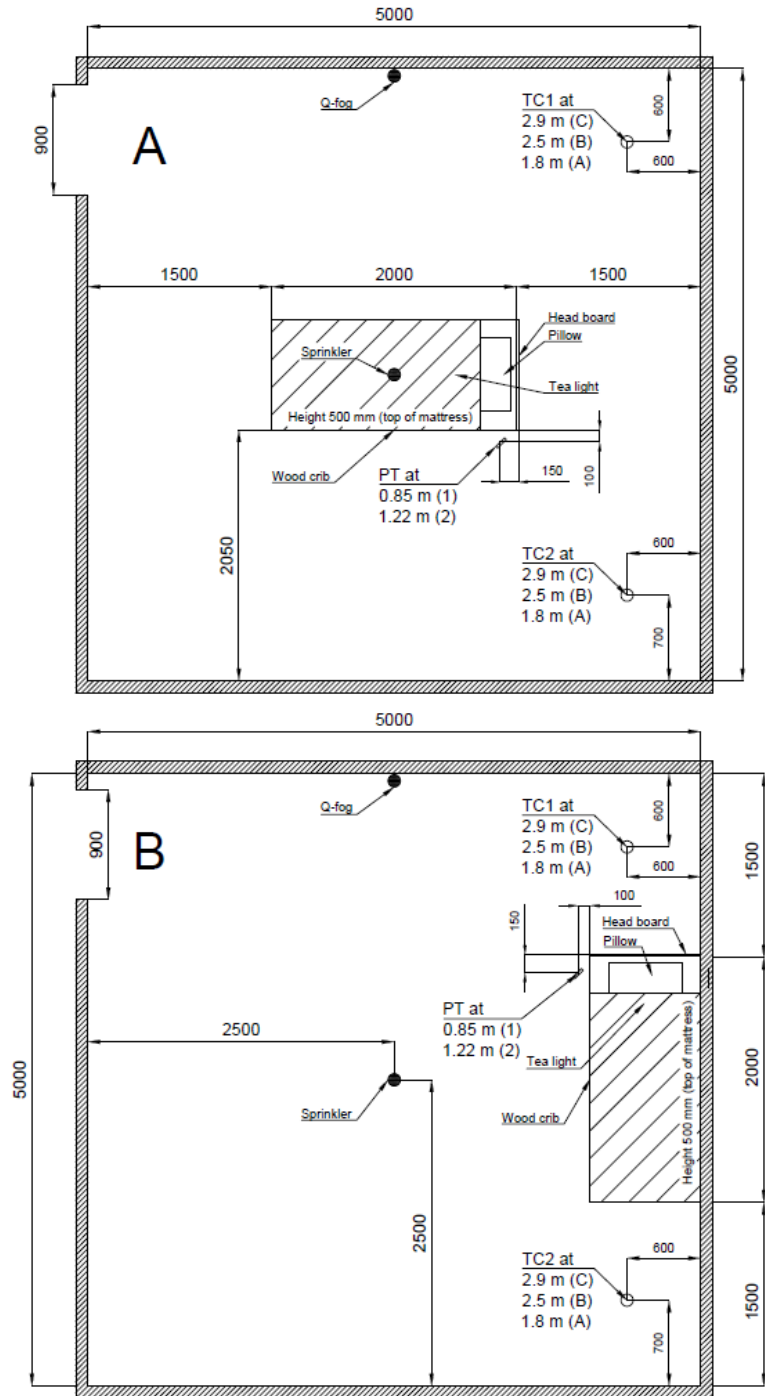 5000
Q-fog
TC1 at
2.9 m (C)
2.5 m (B)
1.8 m (A)
600
600
900
A
1500
2000
1500
Head board
Pillow
Sprinkler
Tea light
5000
Height 500 mm (top of mattress)
Wood crib
PT at
0.85 m (1)
1.22 m (2)
150
100
2050
TC2 at
2.9 m (C)
2.5 m (B)
1.8 m (A)
600
700
5000
Q-fog
TC1 at
2.9 m (C)
2.5 m (B)
1.8 m (A)
600
600
900
B
1500
100
150
Head board
Pillow
PT at
0.85 m (1)
1.22 m (2)
Tea light
2500
5000
Sprinkler
Wood crib
Height 500 mm (top of mattress)
2000
2500
TC2 at
2.9 m (C)
2.5 m (B)
1.8 m (A)
600
700
1500